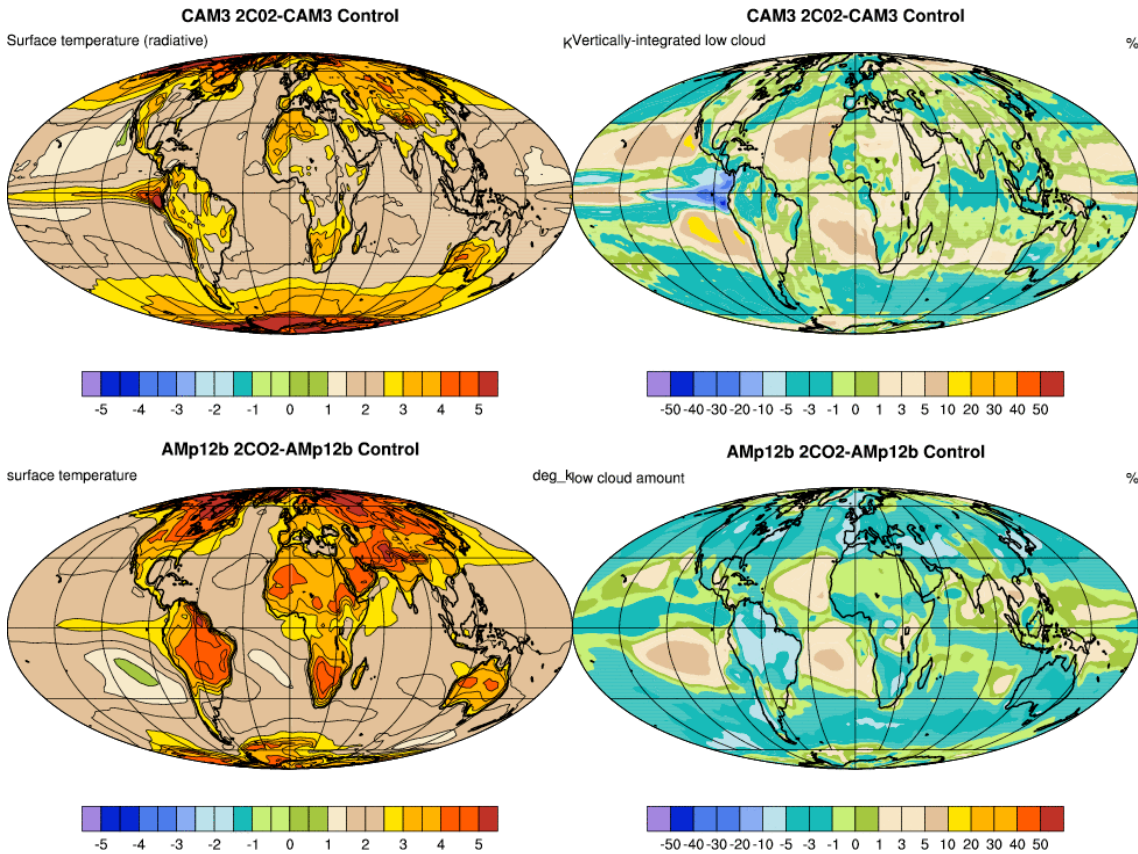 CAM3 2C02-CAM3 Control
Surface temperature (radiative) K
-5 -4 -3 -2 -1 0 1 2 3 4 5
CAM3 2C02-CAM3 Control
Vertically-integrated low cloud %
-50 -40 -30 -20 -10 -5 -3 -1 0 1 3 5 10 20 30 40 50
AMp12b 2CO2-AMp12b Control
surface temperature deg_k
-5 -4 -3 -2 -1 0 1 2 3 4 5
AMp12b 2CO2-AMp12b Control
low cloud amount %
-50 -40 -30 -20 -10 -5 -3 -1 0 1 3 5 10 20 30 40 50